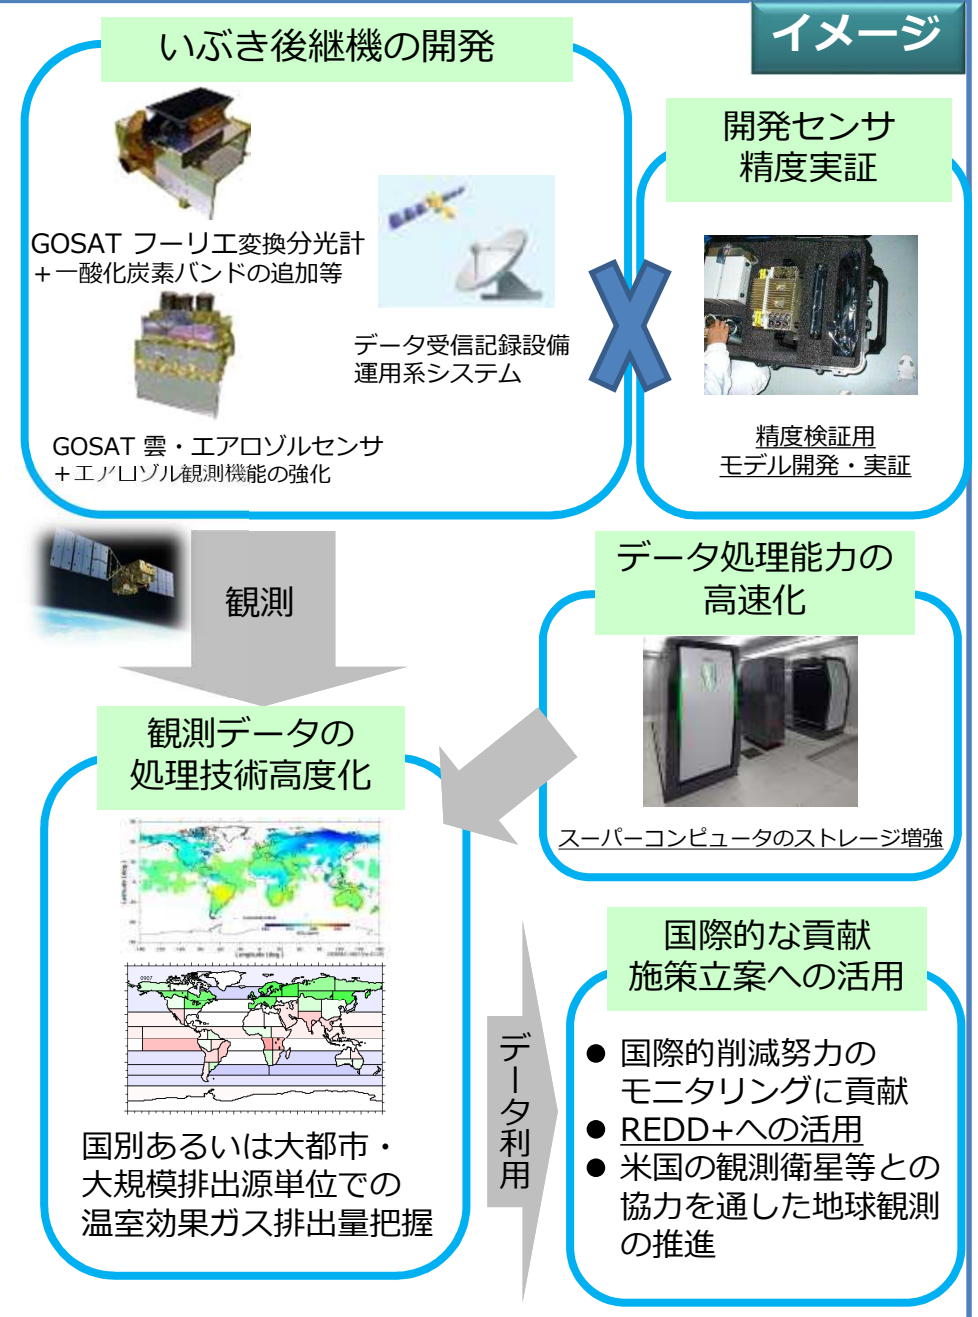 イメージ
いぶき後継機の開発
GOSAT フーリエ変換分光計
＋一酸化炭素バンドの追加等
データ受信記録設備
運用系システム
GOSAT 雲・エアロゾルセンサ
＋エアロゾル観測機能の強化
開発センサ
精度実証
精度検証用
モデル開発・実証
観測
データ処理能力の
高速化
スーパーコンピュータのストレージ増強
観測データの
処理技術高度化
Latitude (deg.)
Longitude (deg.)
0907
国別あるいは大都市・
大規模排出源単位での
温室効果ガス排出量把握
データ利用
国際的な貢献
施策立案への活用
● 国際的削減努力の
モニタリングに貢献
● REDD+への活用
● 米国の観測衛星等との
協力を通した地球観測
の推進